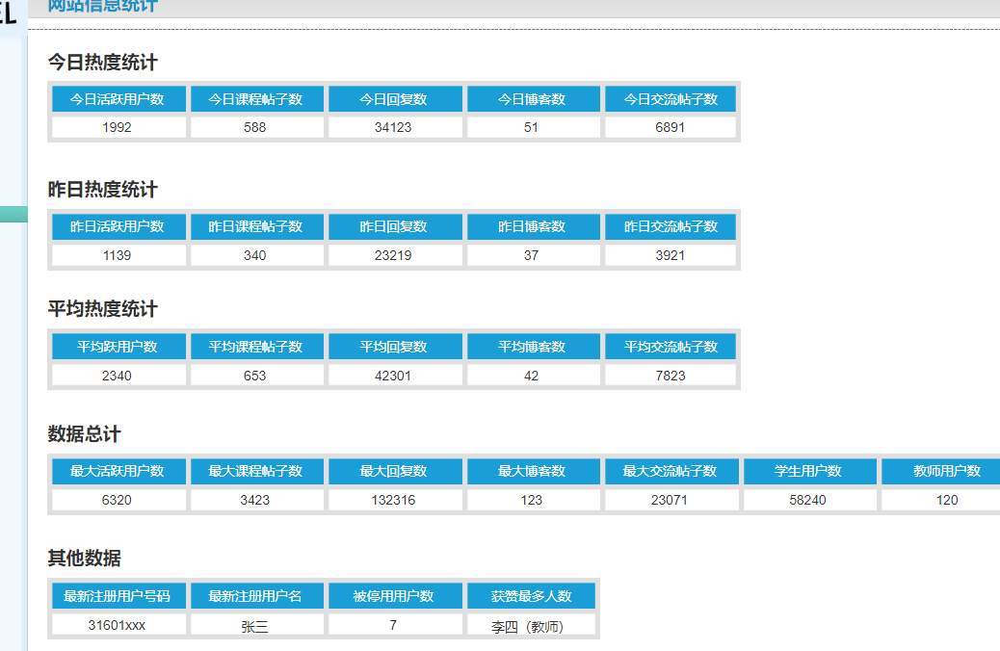 网站信息统计
今日热度统计
今日活跃用户数 今日课程帖子数 今日回复数 今日博客数 今日交流帖子数
1992 588 34123 51 6891
昨日热度统计
昨日活跃用户数 昨日课程帖子数 昨日回复数 昨日博客数 昨日交流帖子数
1139 340 23219 37 3921
平均热度统计
平均跃用户数 平均课程帖子数 平均回复数 平均博客数 平均交流帖子数
2340 653 42301 42 7823
数据总计
最大活跃用户数 最大课程帖子数 最大回复数 最大博客数 最大交流帖子数 学生用户数 教师用户数
6320 3423 132316 123 23071 58240 120
其他数据
最新注册用户号码 最新注册用户名 被停用用户数 获赞最多人数
31601xxx 张三 7 李四（教师）